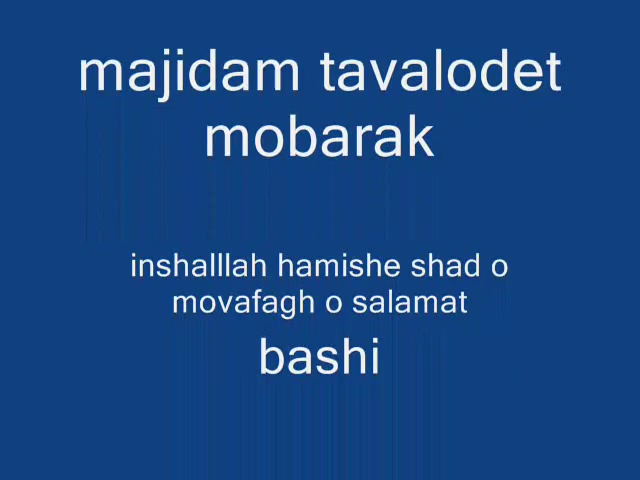 majidam tavalodet
mobarak
inshalllah hamishe shad o
movafagh o salamat
bashi